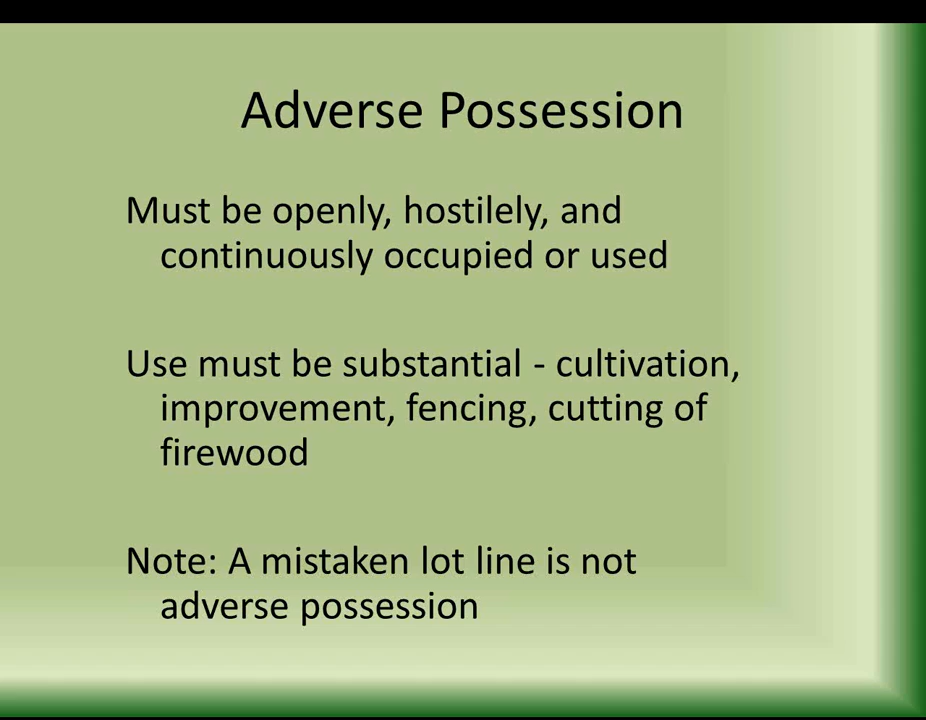 Adverse Possession
Must be openly, hostilely, and
continuously occupied or used
Use must be substantial - cultivation,
improvement, fencing, cutting of
firewood
Note: A mistaken lot line is not
adverse possession